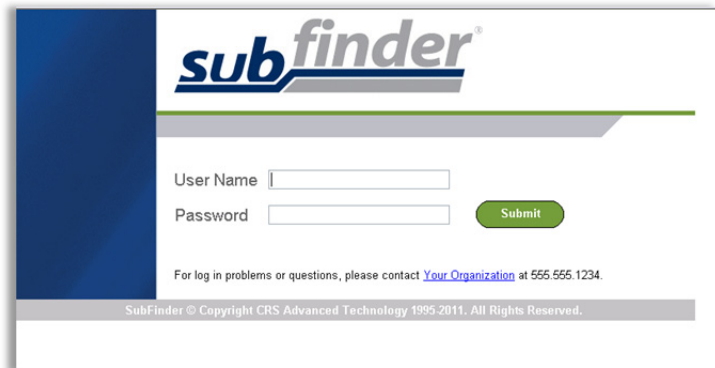 subfinder®
User Name
Password
Submit
For log in problems or questions, please contact Your Organization at 555.555.1234.
SubFinder © Copyright CRS Advanced Technology 1995-2011. All Rights Reserved.